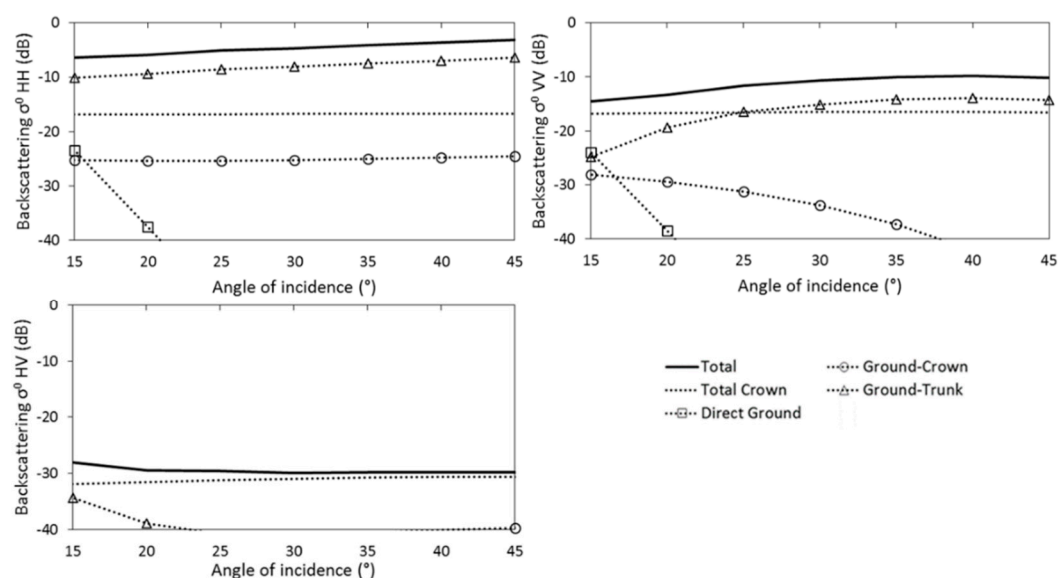 Backscattering σ⁰ HH (dB)
0
-10
-20
-30
-40
15 20 25 30 35 40 45
Angle of incidence (°)
Backscattering σ⁰ VV (dB)
0
-10
-20
-30
-40
15 20 25 30 35 40 45
Angle of incidence (°)
Backscattering σ⁰ HV (dB)
0
-10
-20
-30
-40
15 20 25 30 35 40 45
Angle of incidence (°)
Total
Ground-Crown
Total Crown
Ground-Trunk
Direct Ground